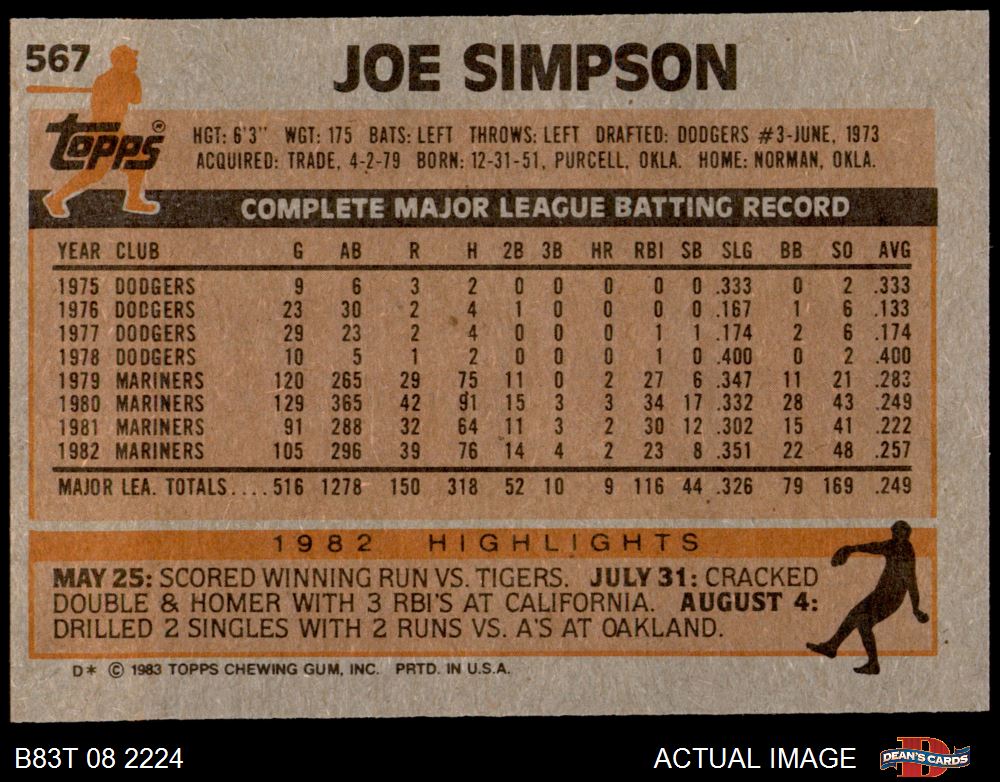 567
JOE SIMPSON
Topps®
HGT: 6'3" WGT: 175 BATS: LEFT THROWS: LEFT DRAFTED: DODGERS #3-JUNE, 1973
ACQUIRED: TRADE, 4-2-79 BORN: 12-31-51, PURCELL, OKLA. HOME: NORMAN, OKLA.
COMPLETE MAJOR LEAGUE BATTING RECORD
YEAR CLUB G AB R H 2B 3B HR RBI SB SLG BB SO AVG
1975 DODGERS 9 6 3 2 0 0 0 0 0 .333 0 2 .333
1976 DODGERS 23 30 2 4 1 0 0 0 0 .167 1 6 .133
1977 DODGERS 29 23 2 4 0 0 0 1 1 .174 2 6 .174
1978 DODGERS 10 5 1 2 0 0 0 1 0 .400 0 2 .400
1979 MARINERS 120 265 29 75 11 0 2 27 6 .347 11 21 .283
1980 MARINERS 129 365 42 91 15 3 3 34 17 .332 28 43 .249
1981 MARINERS 91 288 32 64 11 3 2 30 12 .302 15 41 .222
1982 MARINERS 105 296 39 76 14 4 2 23 8 .351 22 48 .257
MAJOR LEA. TOTALS.... 516 1278 150 318 52 10 9 116 44 .326 79 169 .249
1982 HIGHLIGHTS
MAY 25: SCORED WINNING RUN VS. TIGERS. JULY 31: CRACKED
DOUBLE & HOMER WITH 3 RBI'S AT CALIFORNIA. AUGUST 4:
DRILLED 2 SINGLES WITH 2 RUNS VS. A'S AT OAKLAND.
D* © 1983 TOPPS CHEWING GUM, INC. PRTD. IN U.S.A.
B83T 08 2224 ACTUAL IMAGE D DEAN'S CARDS